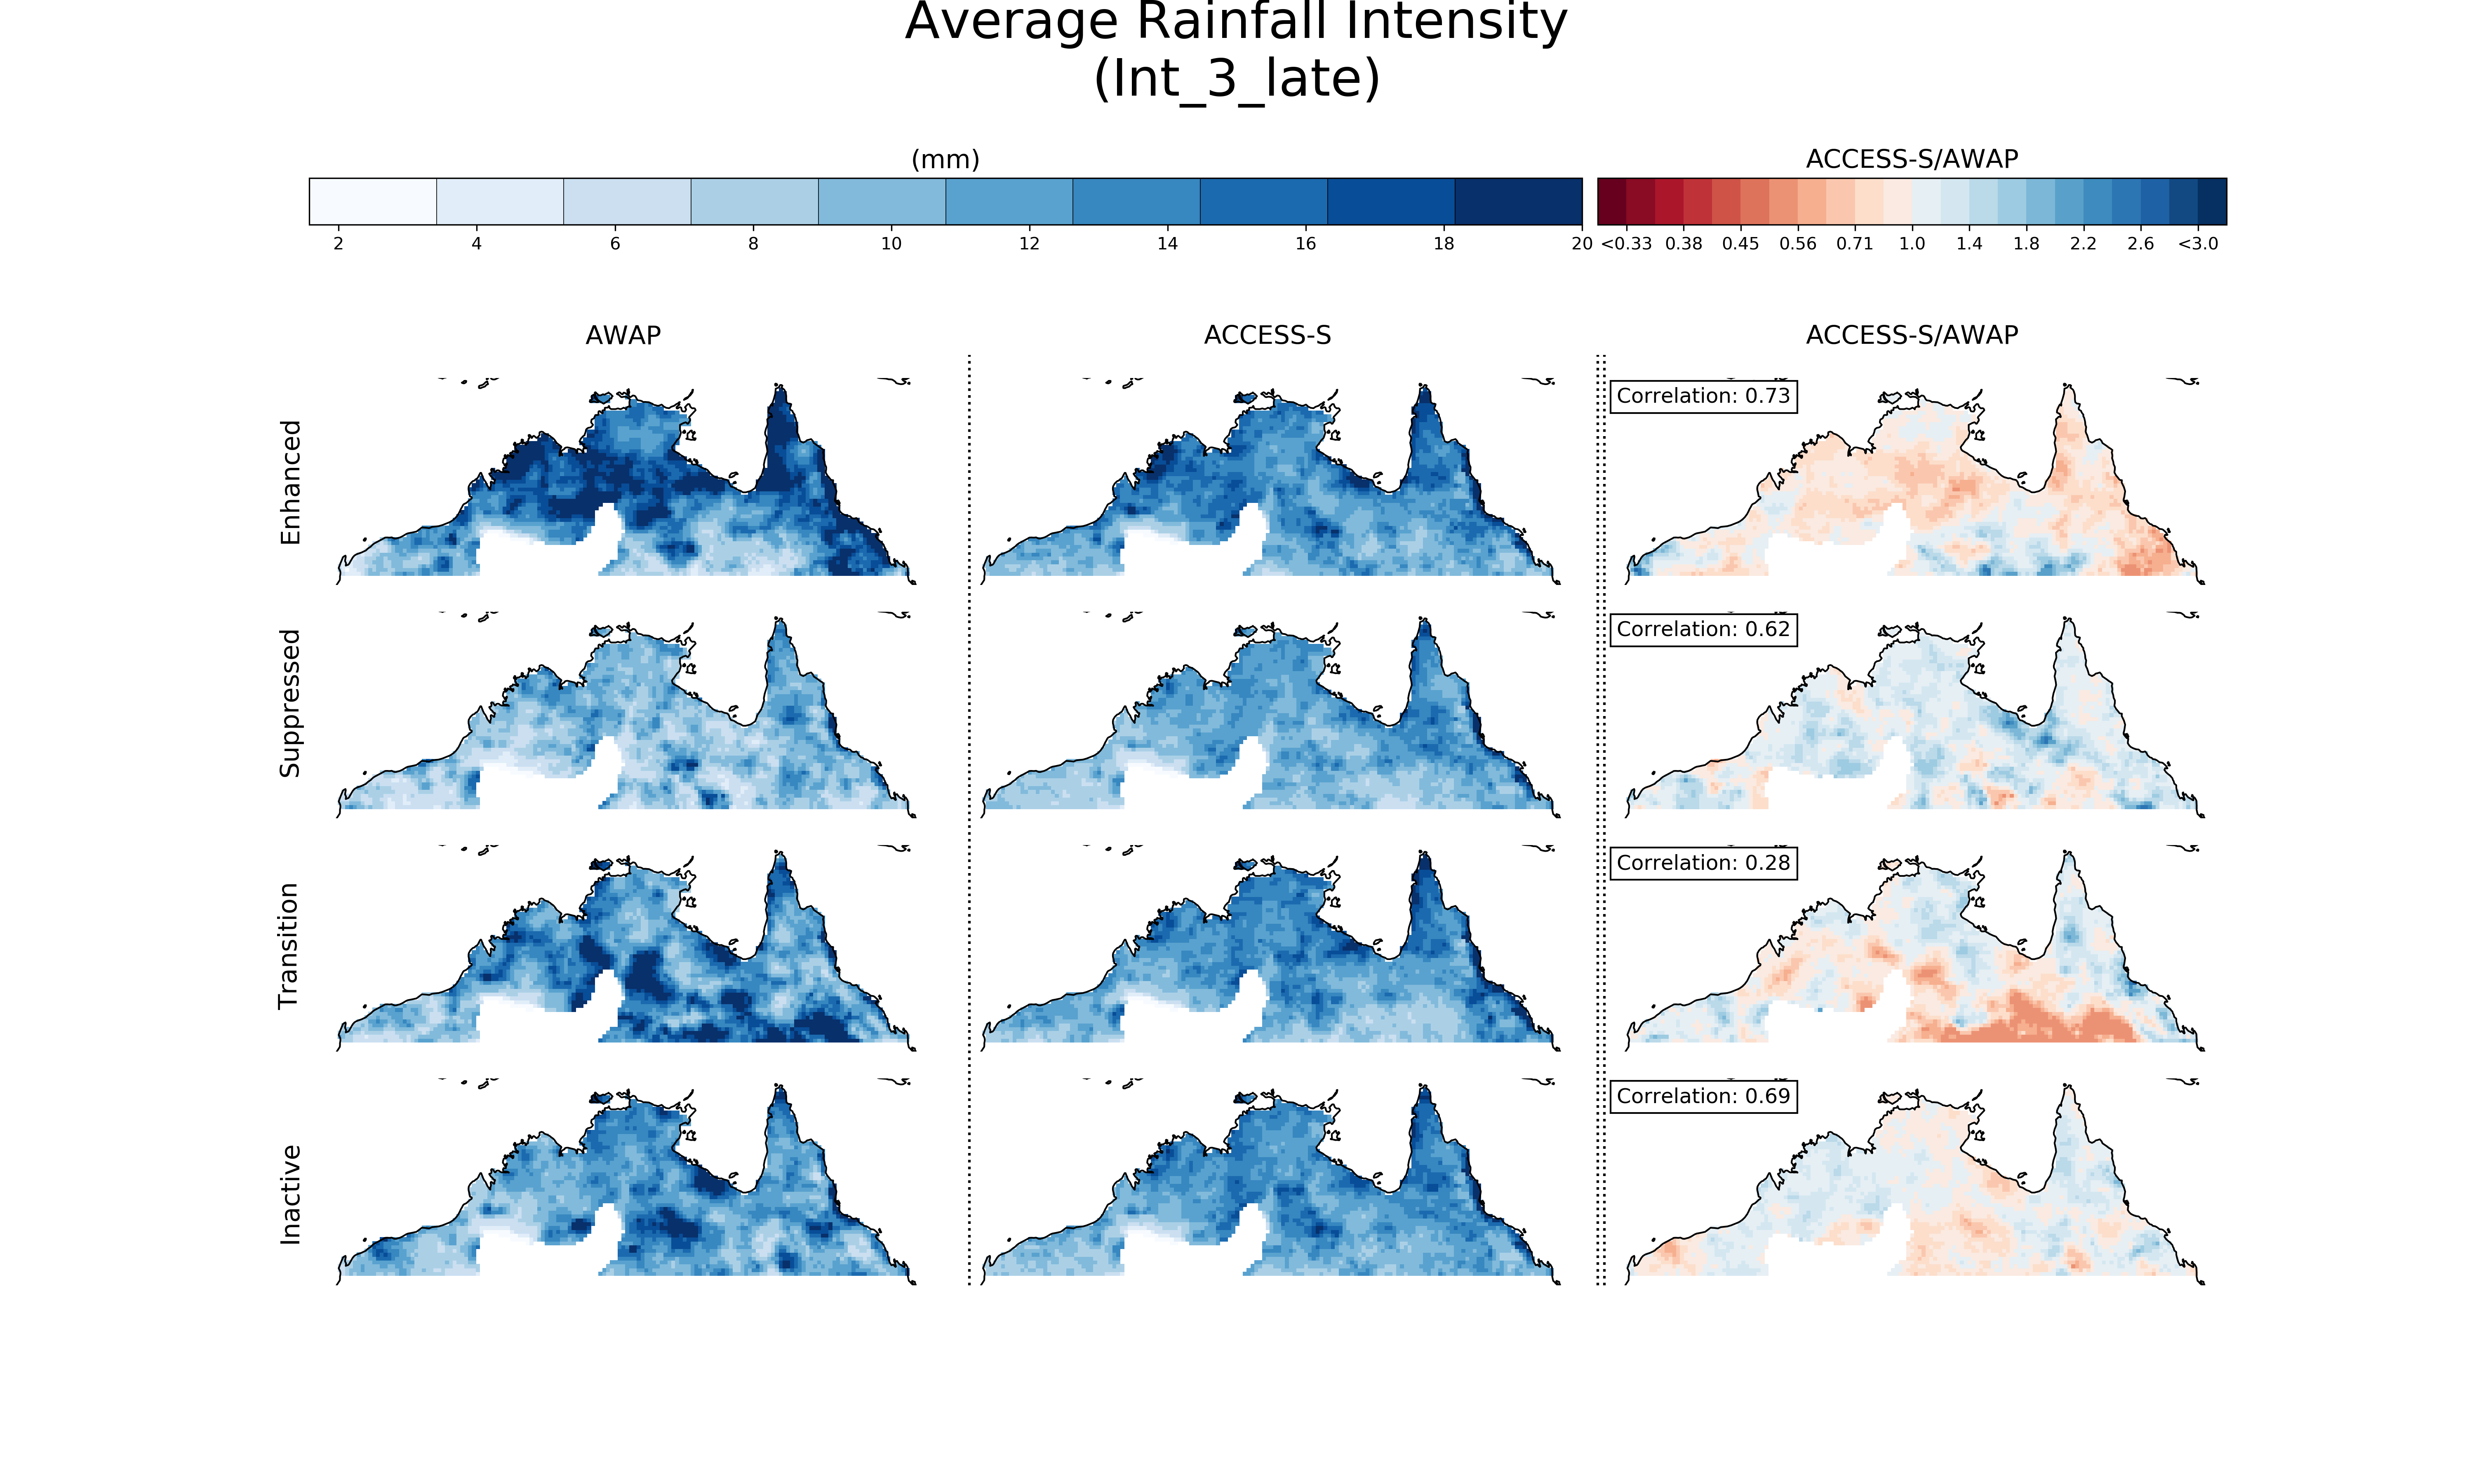 Average Rainfall Intensity
(Int_3_late)
(mm)
ACCESS-S/AWAP
2 4 6 8 10 12 14 16 18 20
<0.33 0.38 0.45 0.56 0.71 1.0 1.4 1.8 2.2 2.6 <3.0
AWAP
ACCESS-S
ACCESS-S/AWAP
Enhanced
Correlation: 0.73
Suppressed
Correlation: 0.62
Transition
Correlation: 0.28
Inactive
Correlation: 0.69